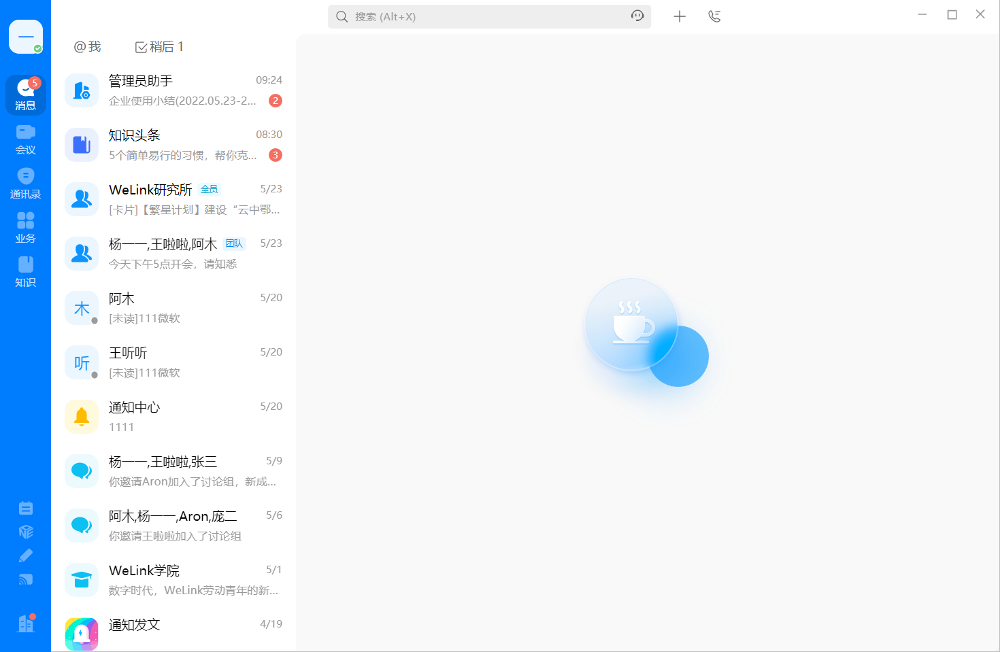 搜索 (Alt+X)
@我
稍后 1
5
消息
会议
通讯录
业务
知识
管理员助手
09:24
企业使用小结(2022.05.23-2...
2
知识头条
08:30
5个简单易行的习惯，帮你克...
3
WeLink研究所 全员
5/23
[卡片]【繁星计划】建设“云中鄂...
杨一一,王啦啦,阿木 团队
5/23
今天下午5点开会，请知悉
木
阿木
5/20
[未读]111微软
听
王听听
5/20
[未读]111微软
通知中心
5/20
1111
杨一一,王啦啦,张三
5/9
你邀请Aron加入了讨论组，新成...
阿木,杨一一,Aron,庞二
5/6
你邀请王啦啦加入了讨论组
WeLink学院
5/1
数字时代，WeLink劳动青年的新...
通知发文
4/19